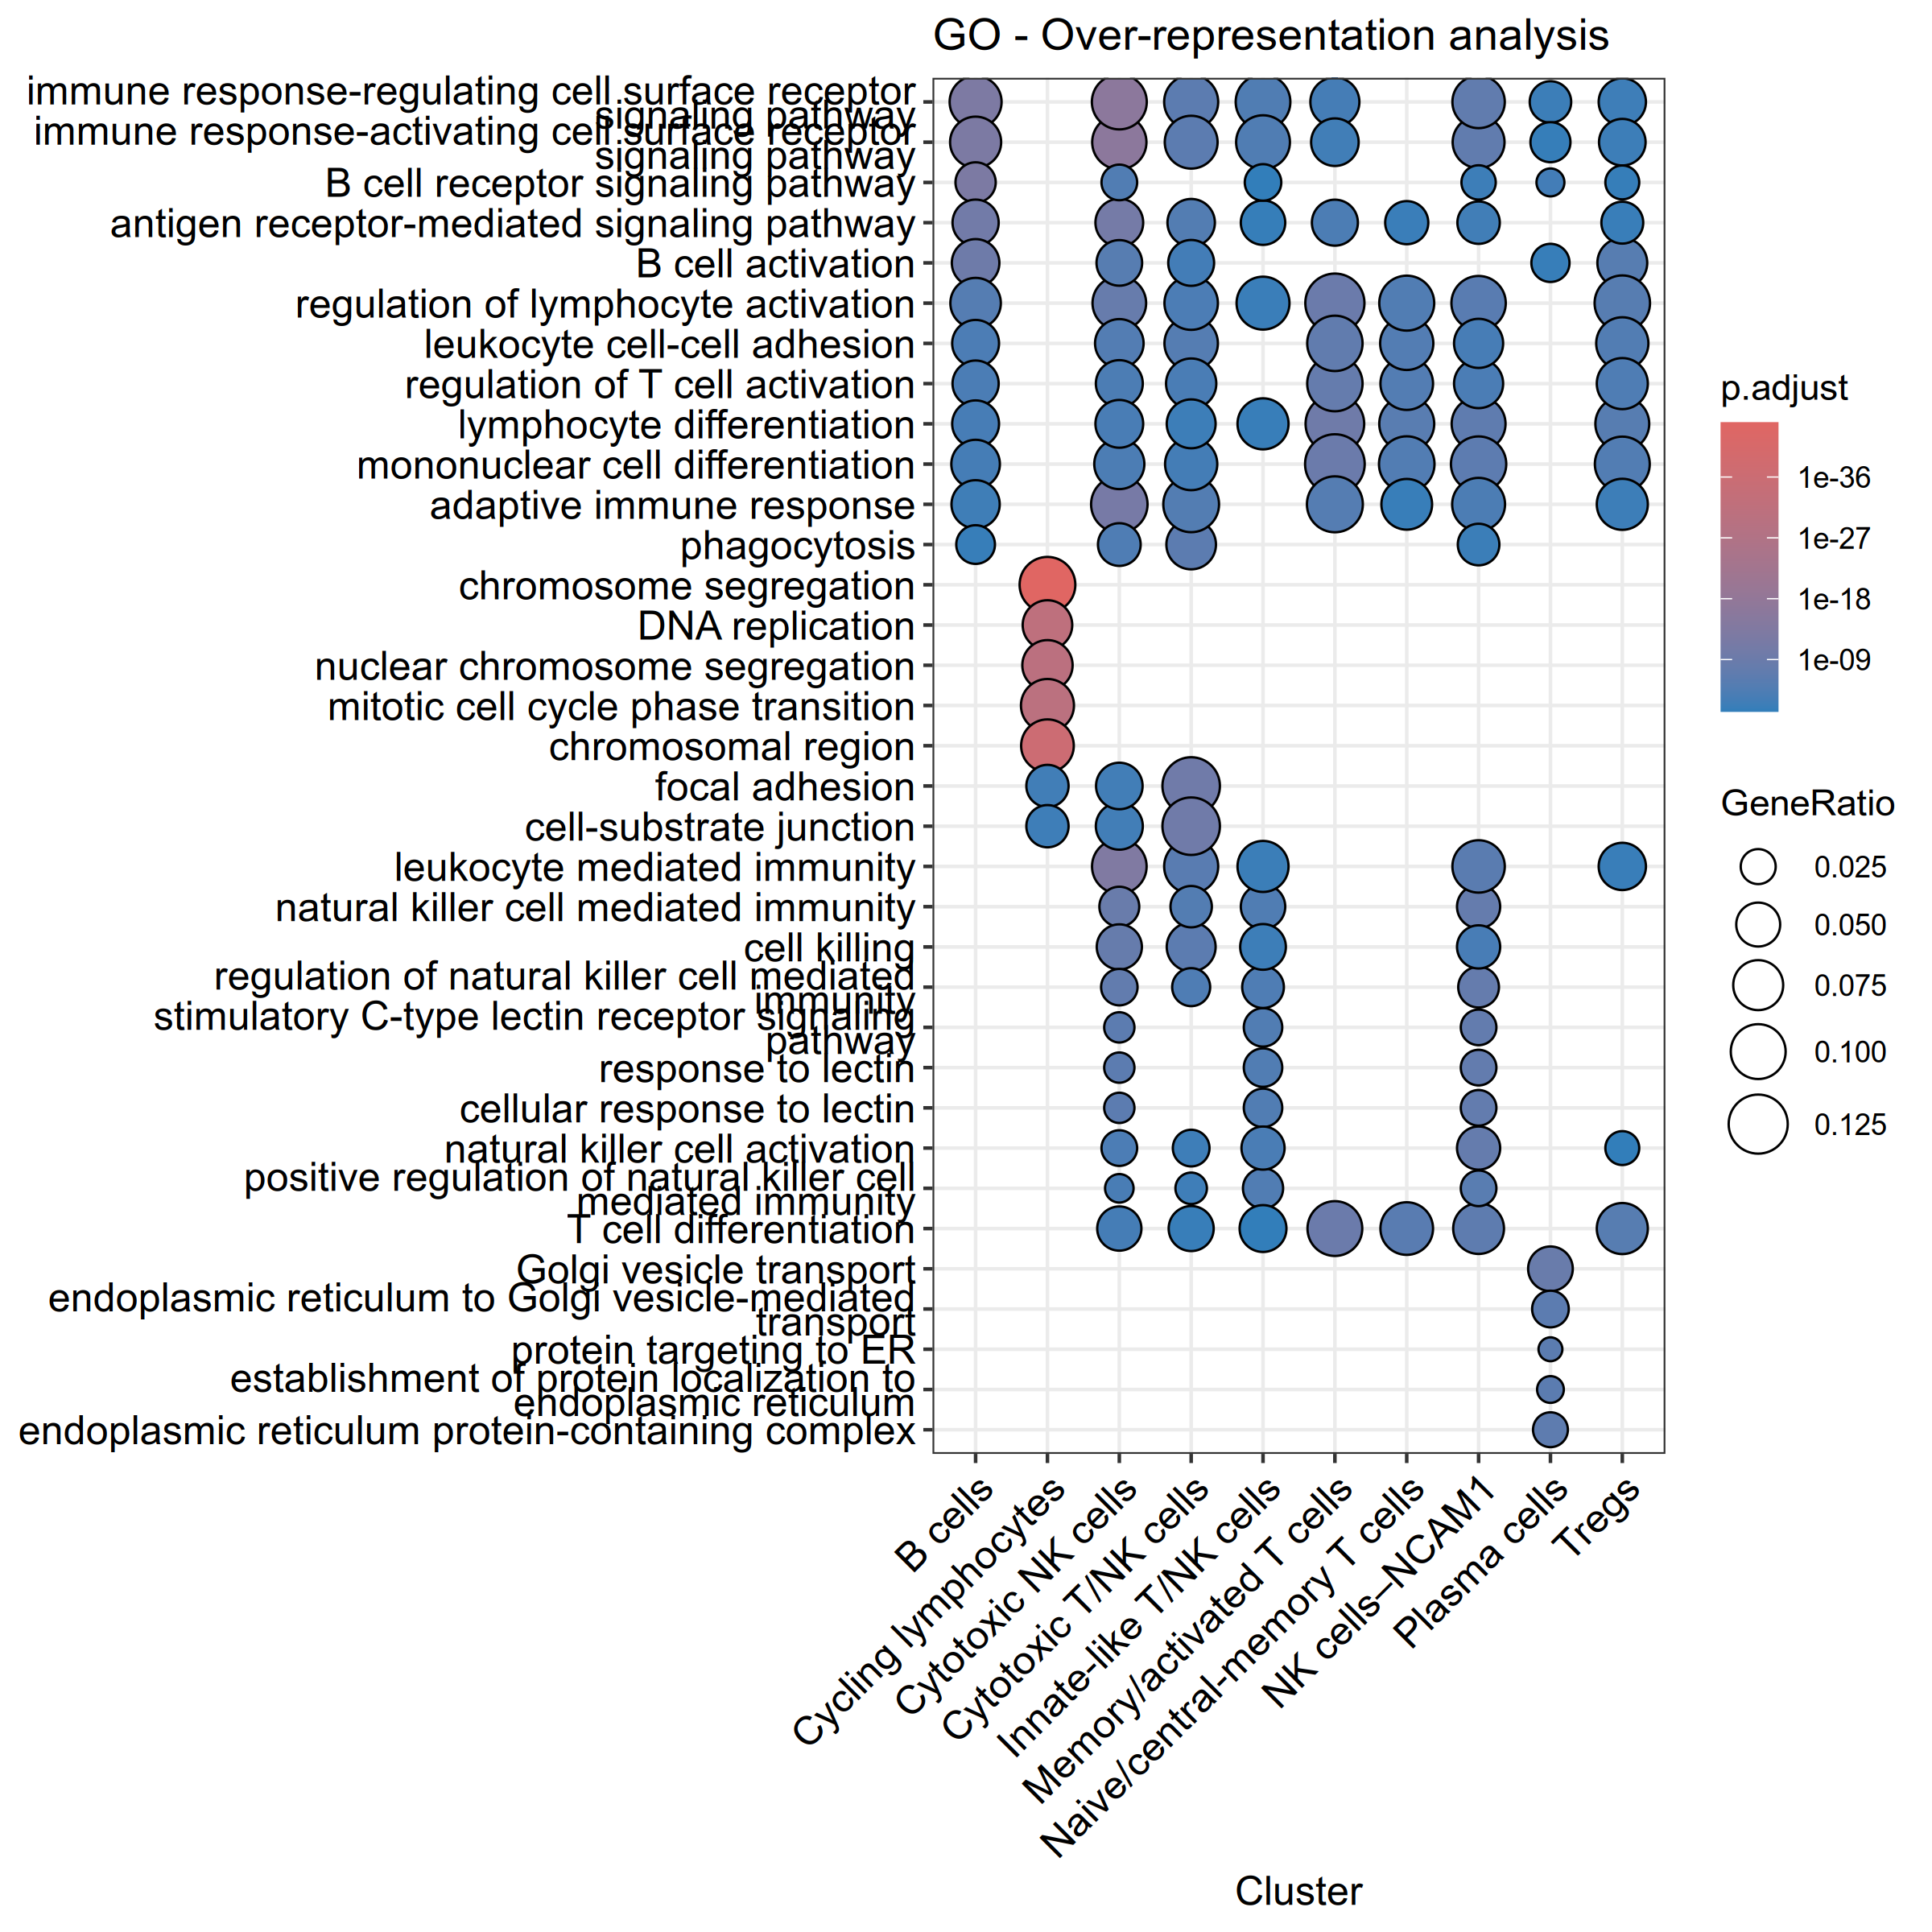 GO - Over-representation analysis
immune response-regulating cell surface receptor
signaling pathway
immune response-activating cell surface receptor
signaling pathway
B cell receptor signaling pathway
antigen receptor-mediated signaling pathway
B cell activation
regulation of lymphocyte activation
leukocyte cell-cell adhesion
regulation of T cell activation
lymphocyte differentiation
mononuclear cell differentiation
adaptive immune response
phagocytosis
chromosome segregation
DNA replication
nuclear chromosome segregation
mitotic cell cycle phase transition
chromosomal region
focal adhesion
cell-substrate junction
leukocyte mediated immunity
natural killer cell mediated immunity
cell killing
regulation of natural killer cell mediated
immunity
stimulatory C-type lectin receptor signaling
pathway
response to lectin
cellular response to lectin
natural killer cell activation
positive regulation of natural killer cell
mediated immunity
T cell differentiation
Golgi vesicle transport
endoplasmic reticulum to Golgi vesicle-mediated
transport
protein targeting to ER
establishment of protein localization to
endoplasmic reticulum
endoplasmic reticulum protein-containing complex
B cells
Cycling lymphocytes
Cytotoxic NK cells
Cytotoxic T/NK cells
Innate-like T/NK cells
Memory/activated T cells
Naive/central-memory T cells
NK cells–NCAM1
Plasma cells
Tregs
Cluster
p.adjust
1e-36
1e-27
1e-18
1e-09
GeneRatio
0.025
0.050
0.075
0.100
0.125